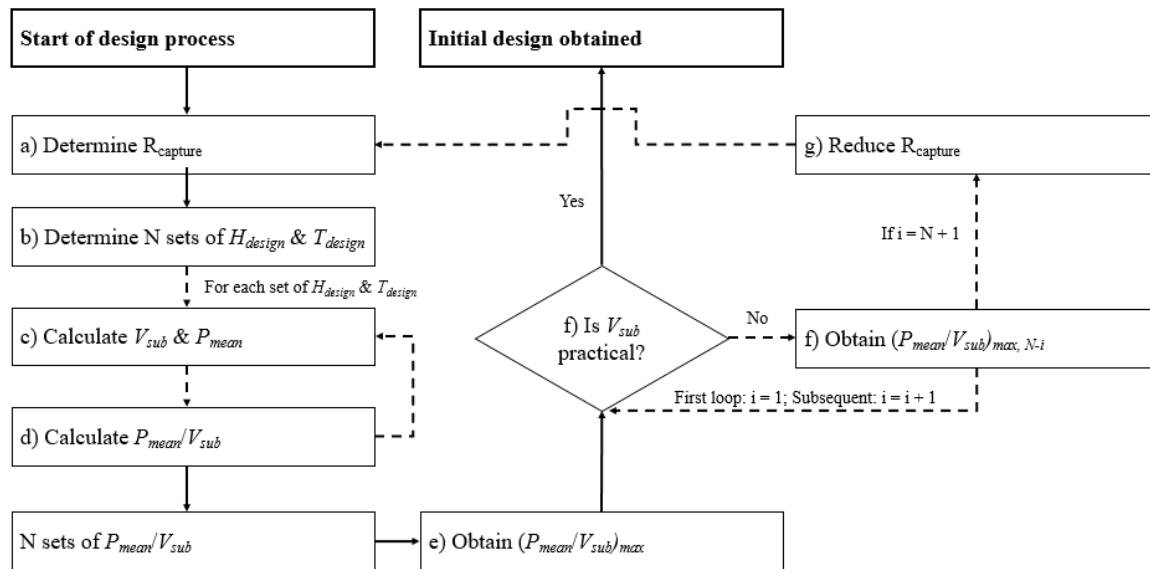 Start of design process
Initial design obtained
a) Determine R_capture
g) Reduce R_capture
Yes
b) Determine N sets of H_design & T_design
If i = N + 1
For each set of H_design & T_design
c) Calculate V_sub & P_mean
f) Is V_sub
practical?
No
f) Obtain (P_mean/V_sub)_max, N-i
First loop: i = 1; Subsequent: i = i + 1
d) Calculate P_mean/V_sub
N sets of P_mean/V_sub
e) Obtain (P_mean/V_sub)_max